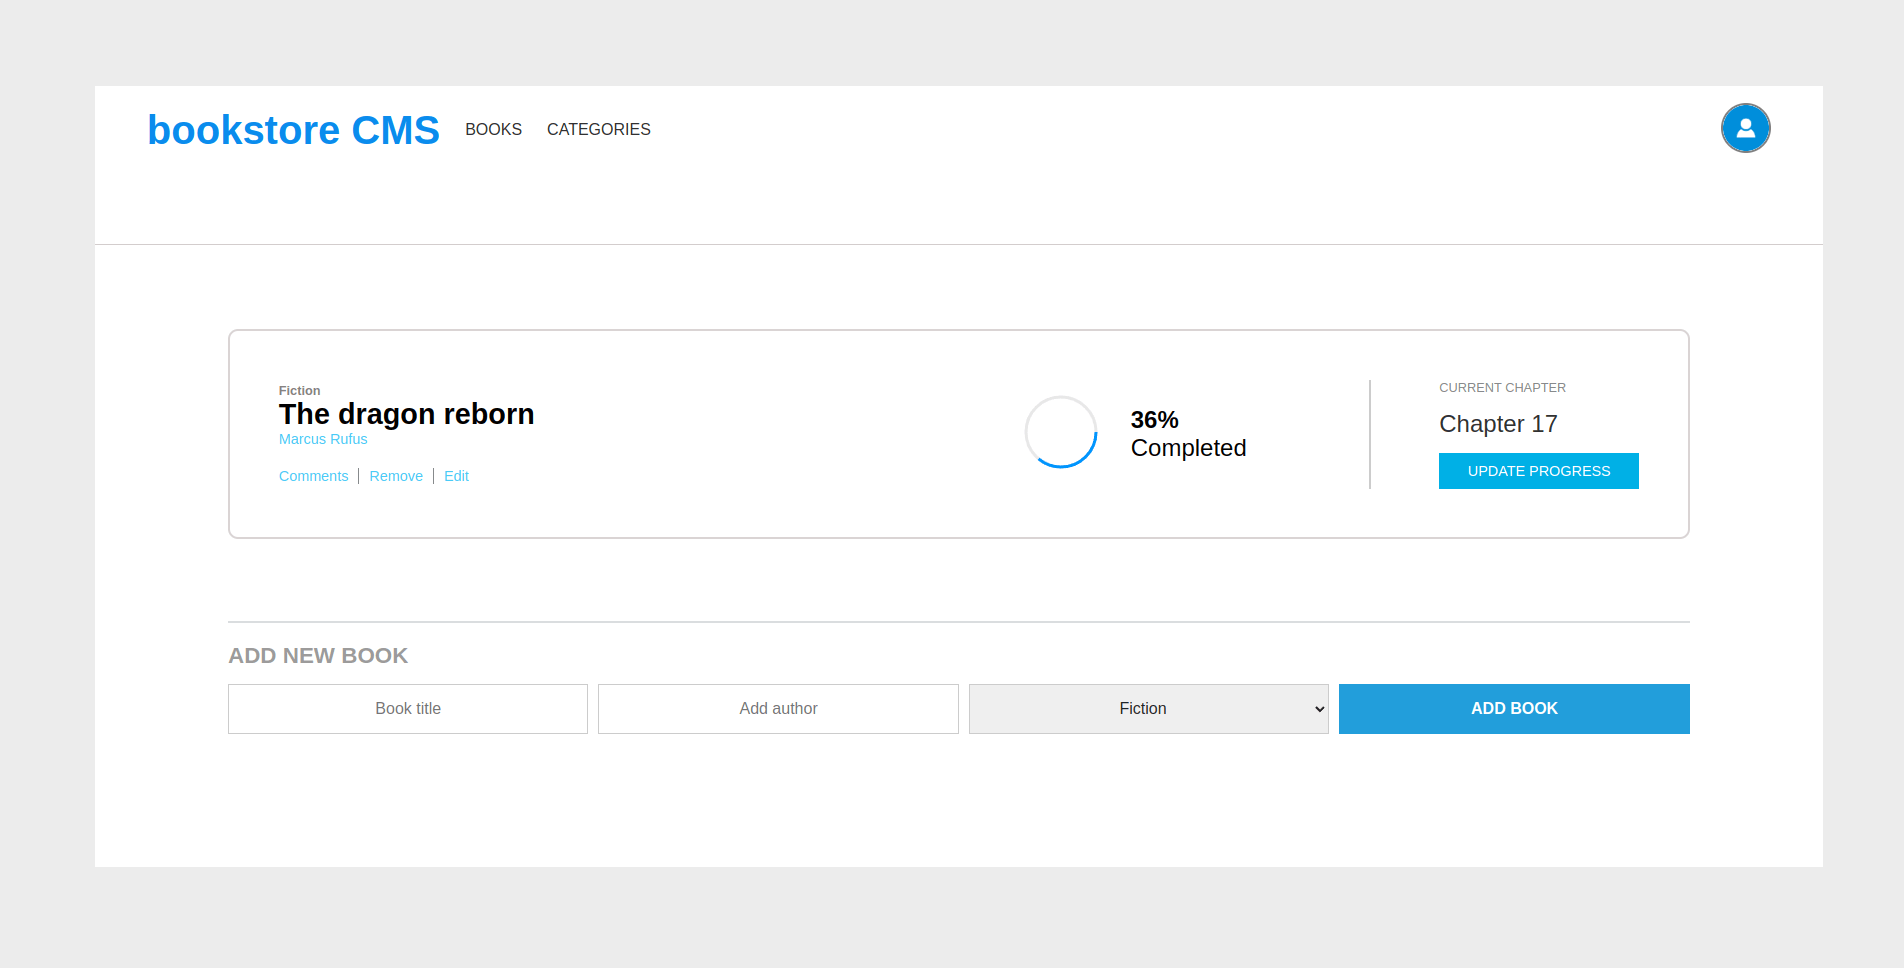 bookstore CMS BOOKS CATEGORIES
Fiction
The dragon reborn
Marcus Rufus
Comments Remove Edit
36%
Completed
CURRENT CHAPTER
Chapter 17
UPDATE PROGRESS
ADD NEW BOOK
Book title Add author Fiction ADD BOOK